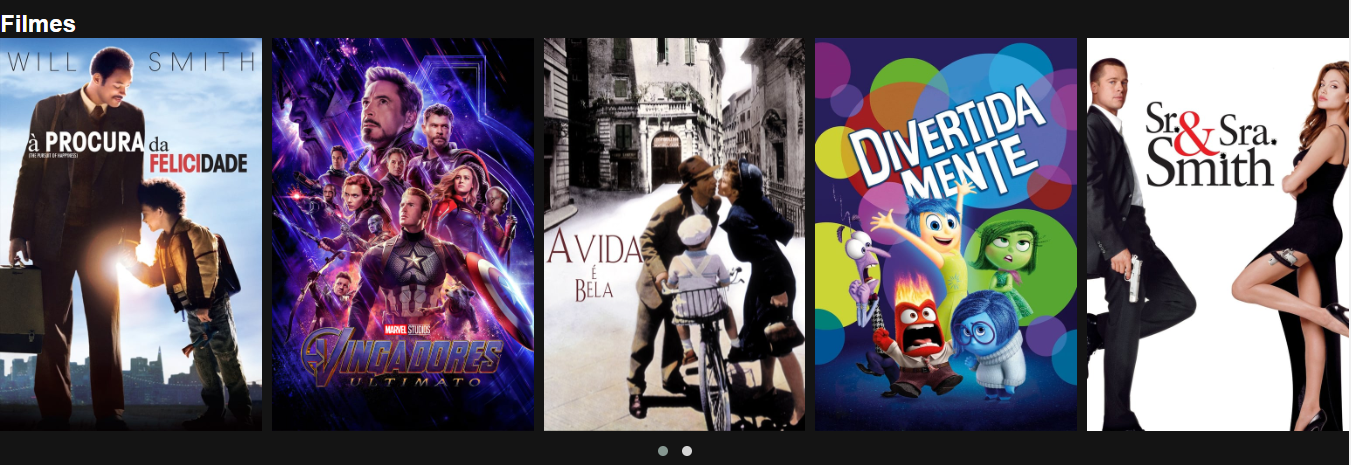 Filmes
WILL SMITH
à PROCURA da
(THE PURSUIT OF HAPPYNESS)
FELICIDADE
MARVEL STUDIOS
VINGADORES
ULTIMATO
A VIDA
É
BELA
DIVERTIDA
MENTE
Sr. & Sra.
Smith